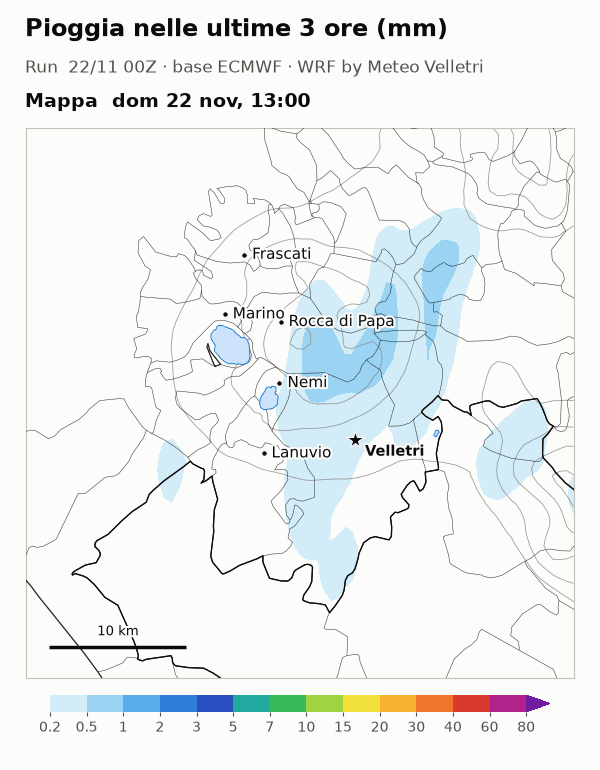 Pioggia nelle ultime 3 ore (mm)
Run 22/11 00Z · base ECMWF · WRF by Meteo Velletri
Mappa dom 22 nov, 13:00
Frascati
Marino
Rocca di Papa
Nemi
Velletri
Lanuvio
10 km
0.2 0.5 1 2 3 5 7 10 15 20 30 40 60 80